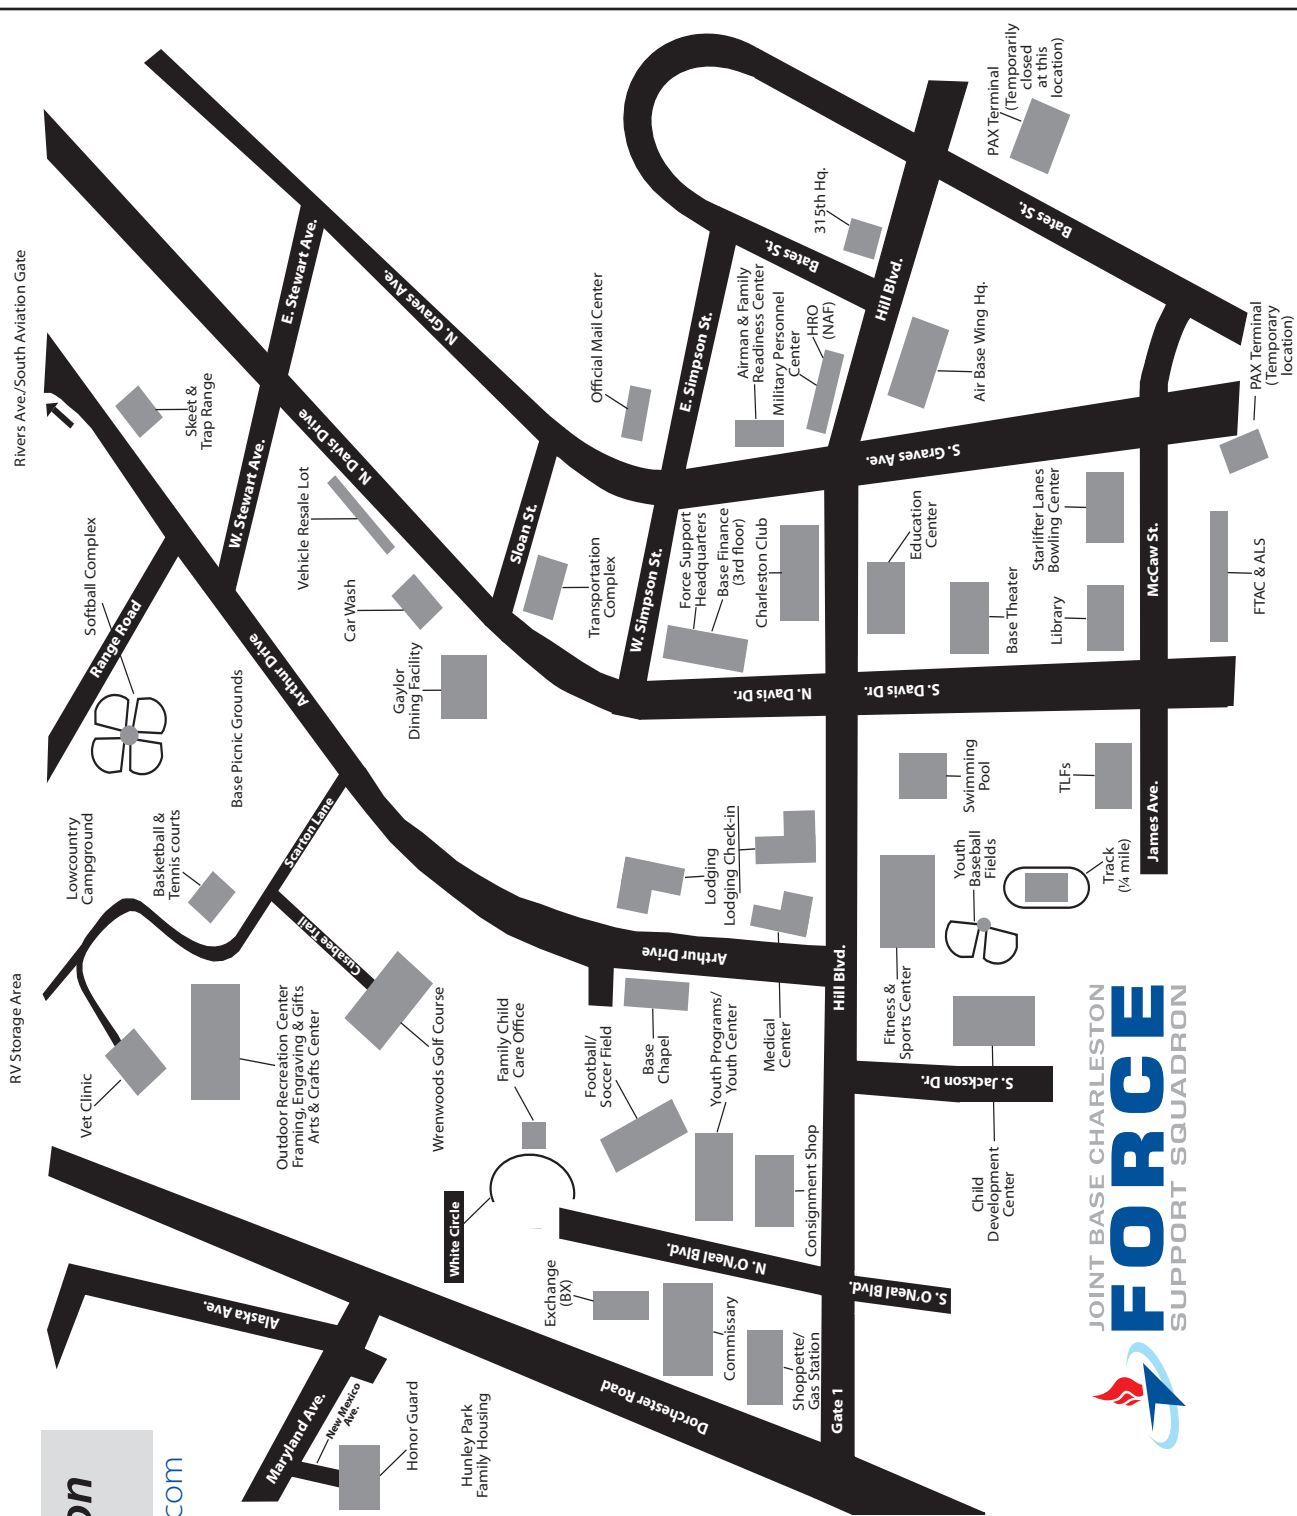 Rivers Ave./South Aviation Gate
Skeet &
Trap Range
Softball Complex
Range Road
W. Stewart Ave.
E. Stewart Ave.
N. Davis Drive
N. Graves Ave.
Vehicle Resale Lot
Car Wash
Gaylor
Dining Facility
Sloan St.
Transportation
Complex
Official Mail Center
E. Simpson St.
W. Simpson St.
Force Support
Headquarters
Base Finance
(3rd floor)
Charleston Club
Airman & Family
Readiness Center
Military Personnel
Center
HRO
(NAF)
315th Hq.
Bates St.
Hill Blvd.
Bates St.
PAX Terminal
(Temporarily
closed
at this
location)
Air Base Wing Hq.
S. Graves Ave.
PAX Terminal
(Temporary
location)
Education
Center
Starlifter Lanes
Bowling Center
Base Theater
Library
McCaw St.
FTAC & ALS
N. Davis Dr.
S. Davis Dr.
Arthur Drive
Base Picnic Grounds
Lowcountry
Campground
Basketball &
Tennis courts
Scarton Lane
Cusabee Trail
RV Storage Area
Vet Clinic
Outdoor Recreation Center
Framing, Engraving & Gifts
Arts & Crafts Center
Wrenwoods Golf Course
Family Child
Care Office
Football/
Soccer Field
Base
Chapel
Youth Programs/
Youth Center
Medical
Center
Lodging
Lodging Check-in
Arthur Drive
Hill Blvd.
Swimming
Pool
TLFs
James Ave.
Youth
Baseball
Fields
Track
(¼ mile)
Fitness &
Sports Center
S. Jackson Dr.
Child
Development
Center
Consignment Shop
White Circle
N. O'Neal Blvd.
S. O'Neal Blvd.
Exchange
(BX)
Commissary
Shoppette/
Gas Station
Gate 1
Dorchester Road
Alaska Ave.
Maryland Ave.
New Mexico
Ave.
Honor Guard
Hunley Park
Family Housing
JOINT BASE CHARLESTON
FORCE
SUPPORT SQUADRON
on
com